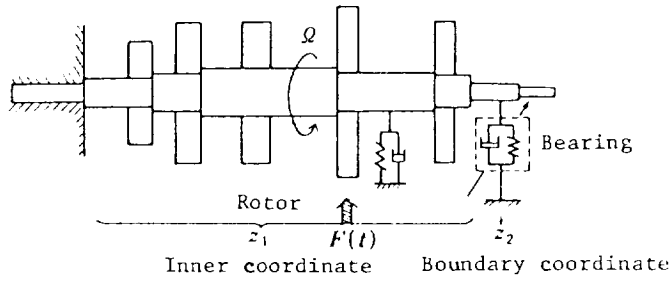 Ω
Bearing
Rotor
z₁
F(t)
z₂
Inner coordinate
Boundary coordinate